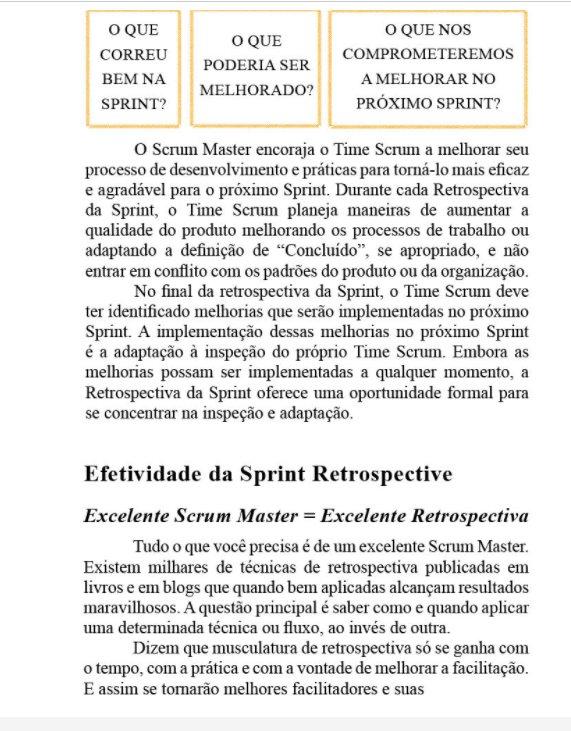 O QUE
CORREU
BEM NA
SPRINT?
O QUE
PODERIA SER
MELHORADO?
O QUE NOS
COMPROMETEREMOS
A MELHORAR NO
PRÓXIMO SPRINT?
O Scrum Master encoraja o Time Scrum a melhorar seu
processo de desenvolvimento e práticas para torná-lo mais eficaz
e agradável para o próximo Sprint. Durante cada Retrospectiva
da Sprint, o Time Scrum planeja maneiras de aumentar a
qualidade do produto melhorando os processos de trabalho ou
adaptando a definição de “Concluído”, se apropriado, e não
entrar em conflito com os padrões do produto ou da organização.
No final da retrospectiva da Sprint, o Time Scrum deve
ter identificado melhorias que serão implementadas no próximo
Sprint. A implementação dessas melhorias no próximo Sprint
é a adaptação à inspeção do próprio Time Scrum. Embora as
melhorias possam ser implementadas a qualquer momento, a
Retrospectiva da Sprint oferece uma oportunidade formal para
se concentrar na inspeção e adaptação.
Efetividade da Sprint Retrospective
Excelente Scrum Master = Excelente Retrospectiva
Tudo o que você precisa é de um excelente Scrum Master.
Existem milhares de técnicas de retrospectiva publicadas em
livros e em blogs que quando bem aplicadas alcançam resultados
maravilhosos. A questão principal é saber como e quando aplicar
uma determinada técnica ou fluxo, ao invés de outra.
Dizem que musculatura de retrospectiva só se ganha com
o tempo, com a prática e com a vontade de melhorar a facilitação.
E assim se tornarão melhores facilitadores e suas